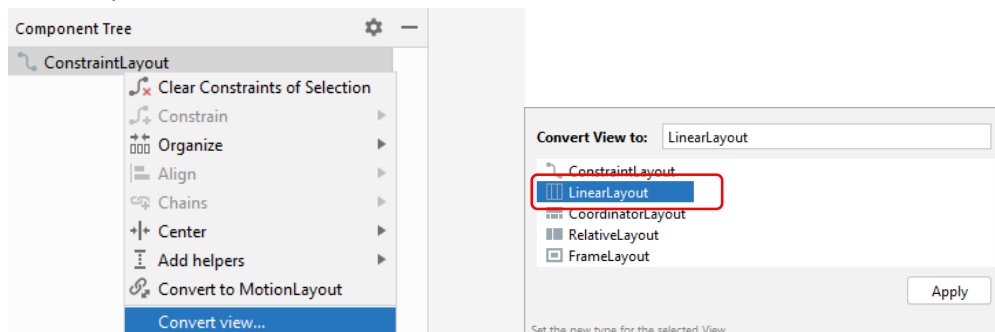 Component Tree
ConstraintLayout
Clear Constraints of Selection
Constrain
Organize
Align
Chains
Center
Add helpers
Convert to MotionLayout
Convert view...
Convert View to: LinearLayout
ConstraintLayout
LinearLayout
CoordinatorLayout
RelativeLayout
FrameLayout
Apply
Set the new type for the selected View